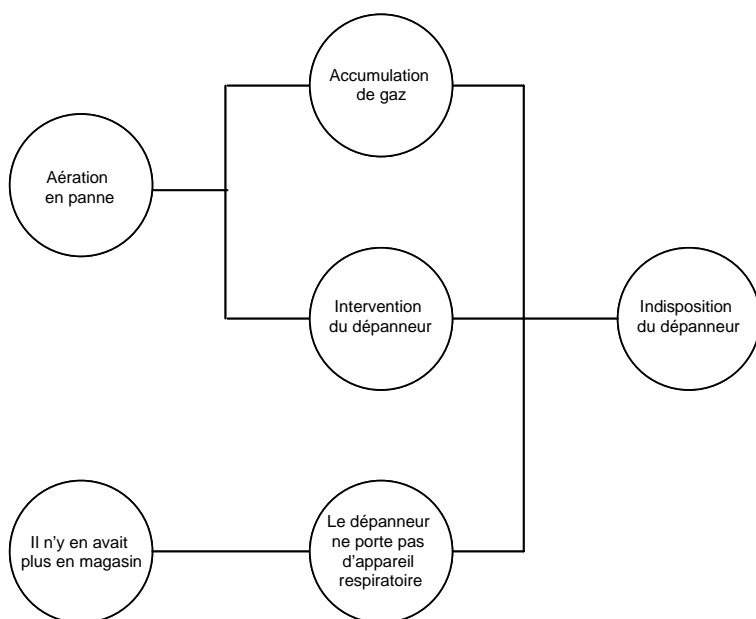 Accumulation
de gaz
Aération
en panne
Intervention
du dépanneur
Indisposition
du dépanneur
Il n'y en avait
plus en magasin
Le dépanneur
ne porte pas
d'appareil
respiratoire